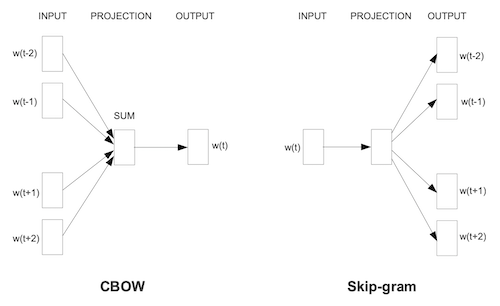 INPUT PROJECTION OUTPUT
w(t-2)
w(t-1)
SUM
w(t)
w(t+1)
w(t+2)
CBOW
INPUT PROJECTION OUTPUT
w(t-2)
w(t-1)
w(t)
w(t+1)
w(t+2)
Skip-gram